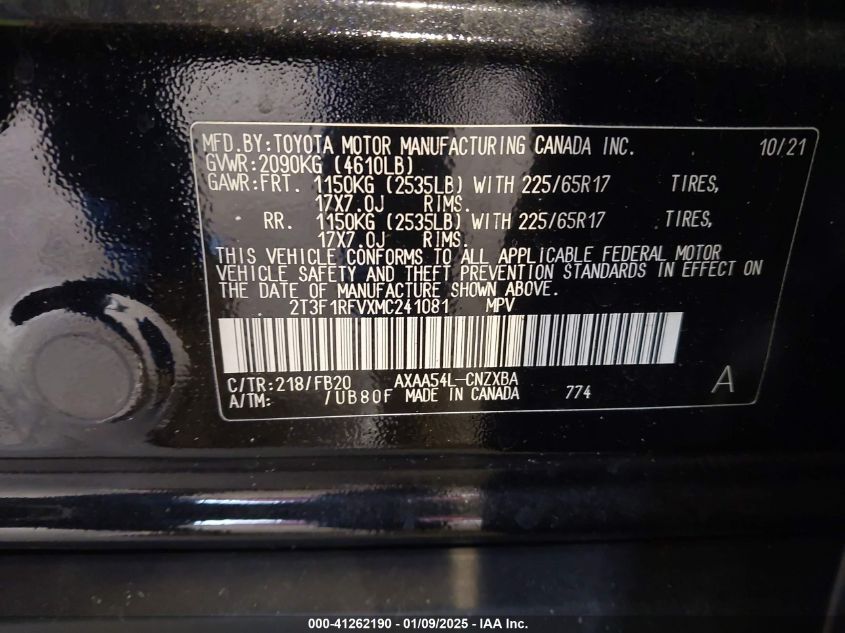 MFD.BY:TOYOTA MOTOR MANUFACTURING CANADA INC. 10/21
GVWR:2090KG (4610LB)
GAWR:FRT. 1150KG (2535LB) WITH 225/65R17 TIRES,
17X7.0J RIMS.
RR. 1150KG (2535LB) WITH 225/65R17 TIRES,
17X7.0J RIMS.
THIS VEHICLE CONFORMS TO ALL APPLICABLE FEDERAL MOTOR
VEHICLE SAFETY AND THEFT PREVENTION STANDARDS IN EFFECT ON
THE DATE OF MANUFACTURE SHOWN ABOVE.
2T3F1RFVXMC241081 MPV
C/TR:218/FB20 AXAA54L-CNZXBA A
A/TM: /UB80F MADE IN CANADA 774
000-41262190 - 01/09/2025 - IAAI.com Inc.